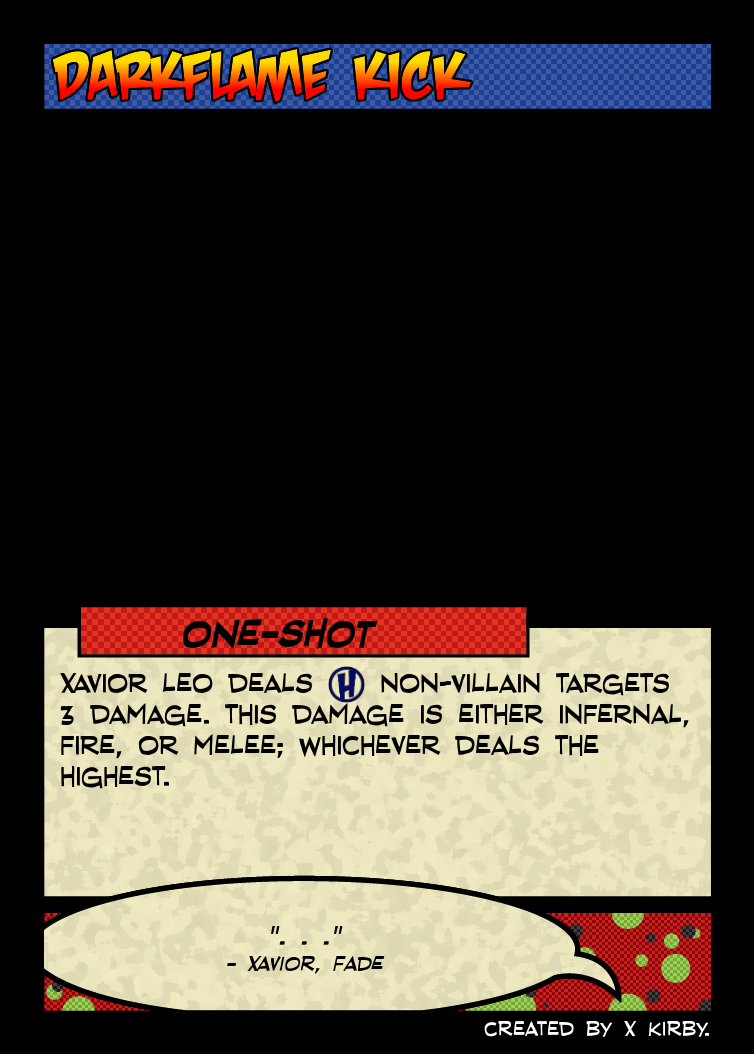 DARKFLAME KICK
ONE-SHOT
XAVIOR LEO DEALS H NON-VILLAIN TARGETS
3 DAMAGE. THIS DAMAGE IS EITHER INFERNAL,
FIRE, OR MELEE; WHICHEVER DEALS THE
HIGHEST.
". . ."
- XAVIOR, FADE
CREATED BY X KIRBY.